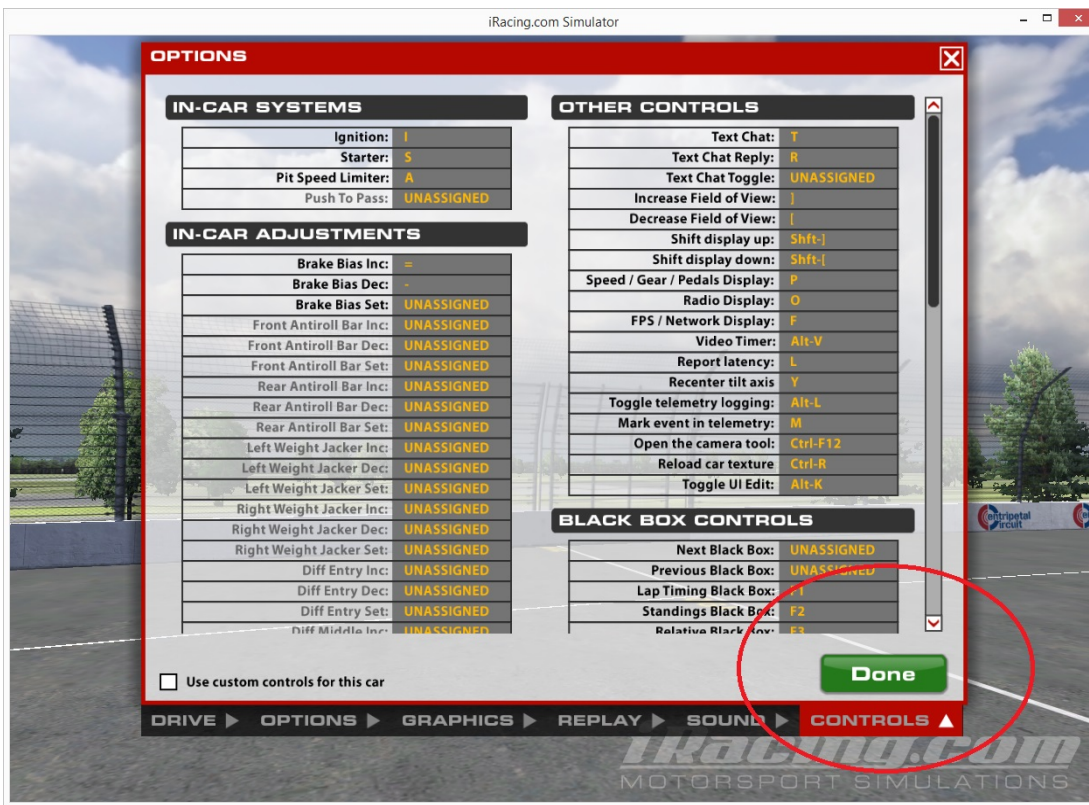 iRacing.com Simulator
OPTIONS
IN-CAR SYSTEMS
Ignition: I
Starter: S
Pit Speed Limiter: A
Push To Pass: UNASSIGNED
IN-CAR ADJUSTMENTS
Brake Bias Inc: =
Brake Bias Dec: -
Brake Bias Set: UNASSIGNED
Front Antiroll Bar Inc: UNASSIGNED
Front Antiroll Bar Dec: UNASSIGNED
Front Antiroll Bar Set: UNASSIGNED
Rear Antiroll Bar Inc: UNASSIGNED
Rear Antiroll Bar Dec: UNASSIGNED
Rear Antiroll Bar Set: UNASSIGNED
Left Weight Jacker Inc: UNASSIGNED
Left Weight Jacker Dec: UNASSIGNED
Left Weight Jacker Set: UNASSIGNED
Right Weight Jacker Inc: UNASSIGNED
Right Weight Jacker Dec: UNASSIGNED
Right Weight Jacker Set: UNASSIGNED
Diff Entry Inc: UNASSIGNED
Diff Entry Dec: UNASSIGNED
Diff Entry Set: UNASSIGNED
Diff Middle Inc: UNASSIGNED
OTHER CONTROLS
Text Chat: T
Text Chat Reply: R
Text Chat Toggle: UNASSIGNED
Increase Field of View: ]
Decrease Field of View: [
Shift display up: Shft-]
Shift display down: Shft-[
Speed / Gear / Pedals Display: P
Radio Display: O
FPS / Network Display: F
Video Timer: Alt-V
Report latency: L
Recenter tilt axis Y
Toggle telemetry logging: Alt-L
Mark event in telemetry: M
Open the camera tool: Ctrl-F12
Reload car texture Ctrl-R
Toggle UI Edit: Alt-K
BLACK BOX CONTROLS
Next Black Box: UNASSIGNED
Previous Black Box: UNASSIGNED
Lap Timing Black Box: F1
Standings Black Box: F2
Relative Black Box: F3
Centripetal
Circuit
Use custom controls for this car
Done
DRIVE OPTIONS GRAPHICS REPLAY SOUND CONTROLS
iRacing.com
MOTORSPORT SIMULATIONS